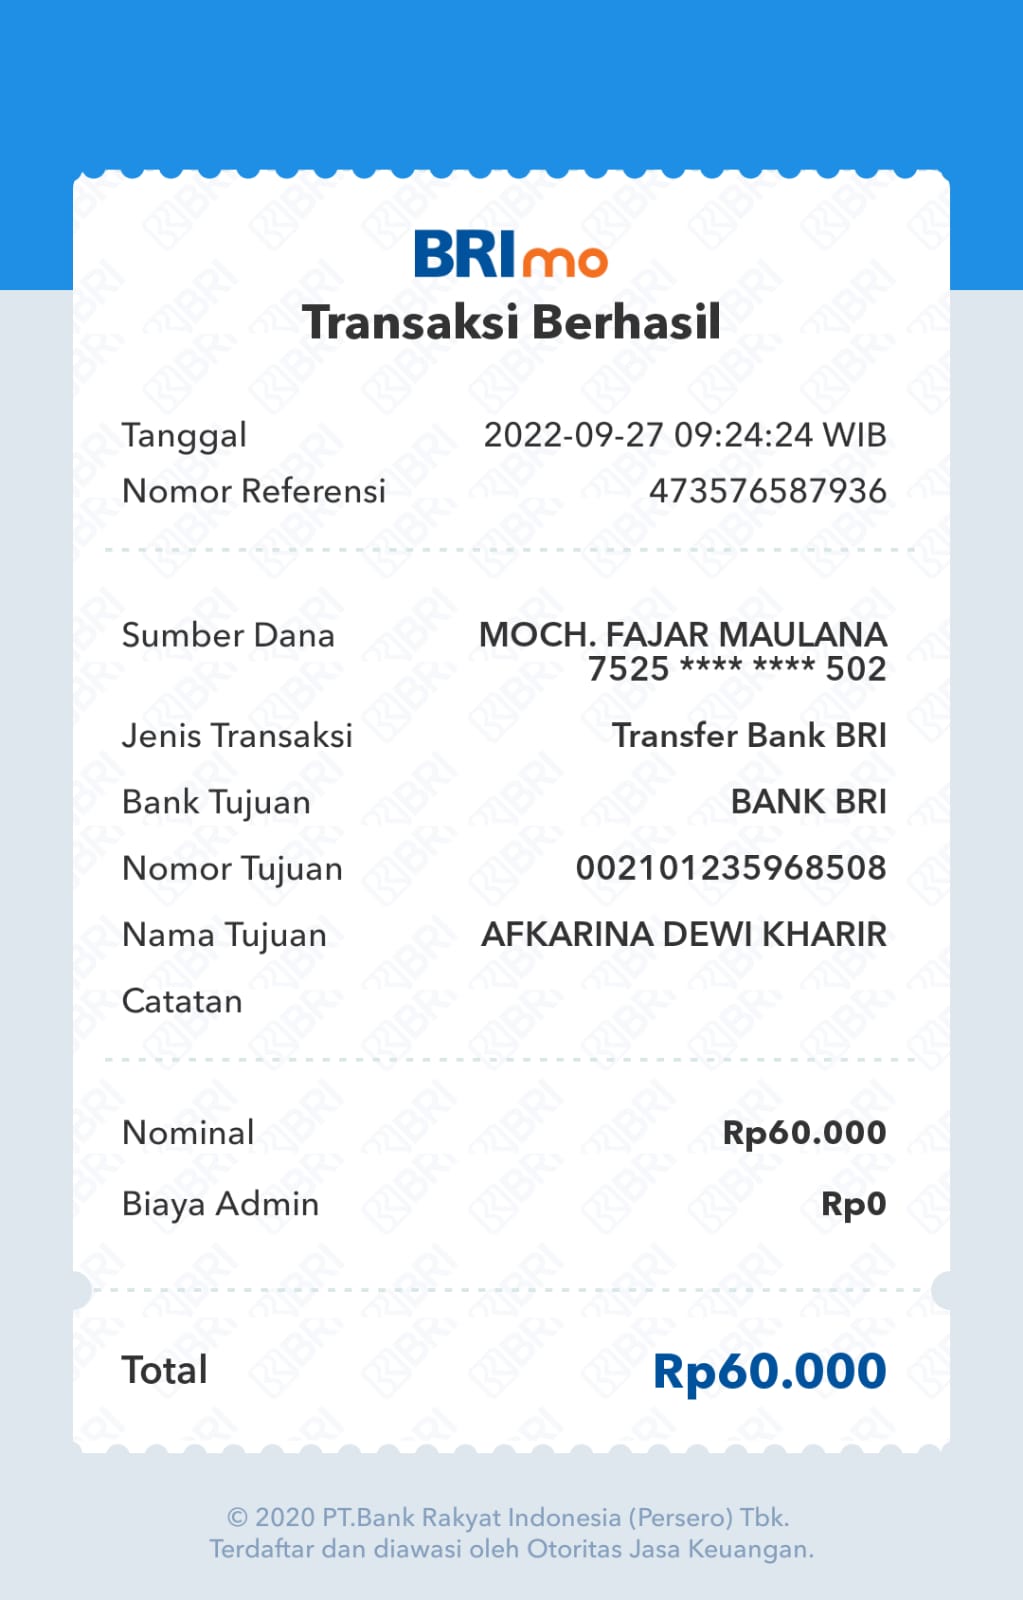 BRImo
Transaksi Berhasil
Tanggal 2022-09-27 09:24:24 WIB
Nomor Referensi 473576587936
Sumber Dana MOCH. FAJAR MAULANA
7525 **** **** 502
Jenis Transaksi Transfer Bank BRI
Bank Tujuan BANK BRI
Nomor Tujuan 002101235968508
Nama Tujuan AFKARINA DEWI KHARIR
Catatan
Nominal Rp60.000
Biaya Admin Rp0
Total Rp60.000
© 2020 PT.Bank Rakyat Indonesia (Persero) Tbk.
Terdaftar dan diawasi oleh Otoritas Jasa Keuangan.